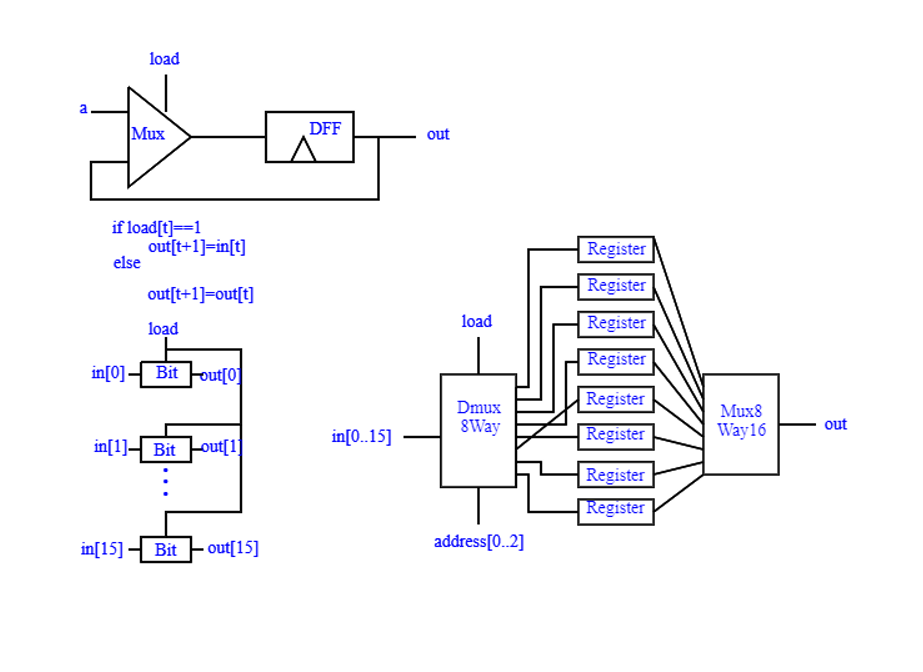 load
a
Mux
DFF
out
if load[t]==1
out[t+1]=in[t]
else
out[t+1]=out[t]
load
in[0]
Bit
out[0]
in[1]
Bit
out[1]
in[15]
Bit
out[15]
load
in[0..15]
Dmux
8Way
address[0..2]
Register
Register
Register
Register
Register
Register
Register
Register
Mux8
Way16
out